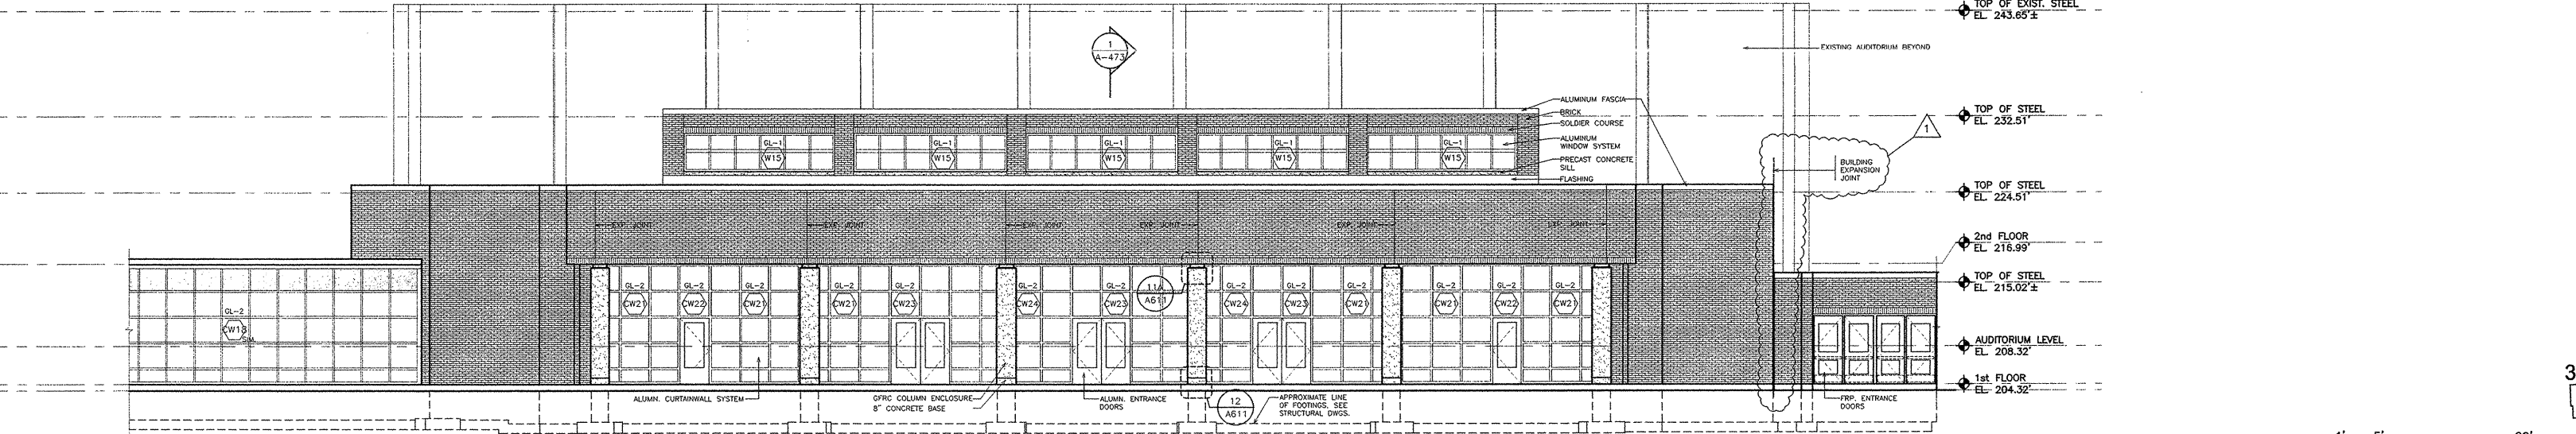 TOP OF EXIST. STEEL
EL. 243.65'±
1
A-473
EXISTING AUDITORIUM BEYOND
ALUMINUM FASCIA
BRICK
SOLDIER COURSE
ALUMINUM
WINDOW SYSTEM
PRECAST CONCRETE
SILL
FLASHING
TOP OF STEEL
EL. 232.51'
1
BUILDING
EXPANSION
JOINT
GL-1
W15
GL-1
W15
GL-1
W15
GL-1
W15
GL-1
W15
TOP OF STEEL
EL. 224.51'
EXP. JOINT
EXP. JOINT
EXP. JOINT
EXP. JOINT
EXP. JOINT
EXP. JOINT
2nd FLOOR
EL. 216.99'
TOP OF STEEL
EL. 215.02'±
GL-2
CW18
SIM.
GL-2
CW21
GL-2
CW22
GL-2
CW21
GL-2
CW21
GL-2
CW23
GL-2
CW24
GL-2
CW23
11A
A611
GL-2
CW24
GL-2
CW23
GL-2
CW21
GL-2
CW21
GL-2
CW22
GL-2
CW21
AUDITORIUM LEVEL
EL. 208.32'
1st FLOOR
EL. 204.32'
ALUMN. CURTAINWALL SYSTEM
GFRC COLUMN ENCLOSURE
8" CONCRETE BASE
ALUMN. ENTRANCE
DOORS
12
A611
APPROXIMATE LINE
OF FOOTINGS, SEE
STRUCTURAL DWGS.
FRP. ENTRANCE
DOORS
3